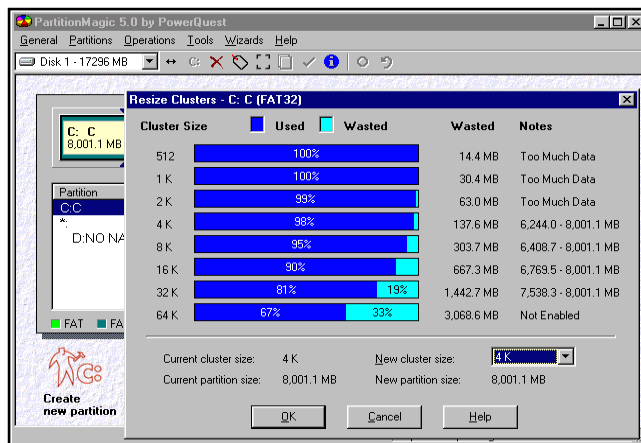 PartitionMagic 5.0 by PowerQuest
General Partitions Operations Tools Wizards Help
Disk 1 - 17296 MB C: i
Resize Clusters - C: C (FAT32)
Cluster Size Used Wasted Wasted Notes
512 100% 14.4 MB Too Much Data
1 K 100% 30.4 MB Too Much Data
2 K 99% 63.0 MB Too Much Data
4 K 98% 137.6 MB 6,244.0 - 8,001.1 MB
8 K 95% 303.7 MB 6,408.7 - 8,001.1 MB
16 K 90% 667.3 MB 6,769.5 - 8,001.1 MB
32 K 81% 19% 1,442.7 MB 7,538.3 - 8,001.1 MB
64 K 67% 33% 3,068.6 MB Not Enabled
Current cluster size: 4 K New cluster size: 4 K
Current partition size: 8,001.1 MB New partition size: 8,001.1 MB
OK Cancel Help
C: C
8,001.1 MB
Partition
C:C
*:
D:NO NA
FAT FA
C:
Create
new partition